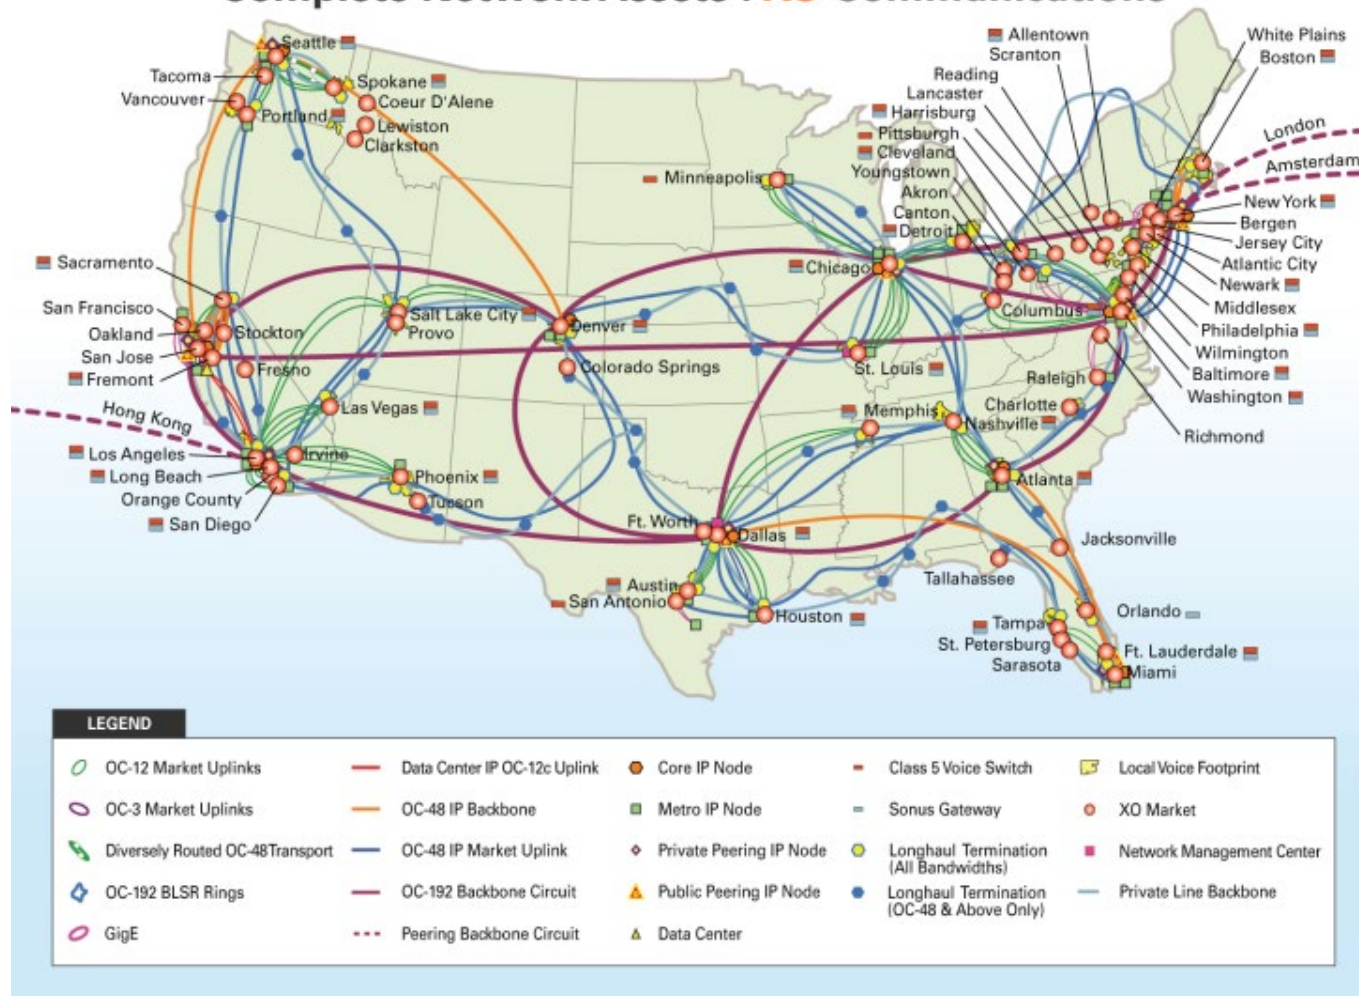 Complete Network Assets : XO Communications
Seattle
Tacoma
Vancouver
Portland
Spokane
Coeur D'Alene
Lewiston
Clarkston
Sacramento
San Francisco
Oakland
San Jose
Fremont
Stockton
Fresno
Salt Lake City
Provo
Las Vegas
Hong Kong
Los Angeles
Long Beach
Orange County
San Diego
Irvine
Phoenix
Tucson
Denver
Colorado Springs
Minneapolis
Chicago
St. Louis
Memphis
Nashville
Ft. Worth
Dallas
Austin
San Antonio
Houston
Allentown
Scranton
Reading
Lancaster
Harrisburg
Pittsburgh
Cleveland
Youngstown
Akron
Canton
Detroit
Columbus
White Plains
Boston
London
Amsterdam
New York
Bergen
Jersey City
Atlantic City
Newark
Middlesex
Philadelphia
Wilmington
Baltimore
Washington
Richmond
Raleigh
Charlotte
Atlanta
Jacksonville
Tallahassee
Orlando
Tampa
St. Petersburg
Sarasota
Ft. Lauderdale
Miami
LEGEND
OC-12 Market Uplinks
OC-3 Market Uplinks
Diversely Routed OC-48 Transport
OC-192 BLSR Rings
GigE
Data Center IP OC-12c Uplink
OC-48 IP Backbone
OC-48 IP Market Uplink
OC-192 Backbone Circuit
Peering Backbone Circuit
Core IP Node
Metro IP Node
Private Peering IP Node
Public Peering IP Node
Data Center
Class 5 Voice Switch
Sonus Gateway
Longhaul Termination
(All Bandwidths)
Longhaul Termination
(OC-48 & Above Only)
Local Voice Footprint
XO Market
Network Management Center
Private Line Backbone